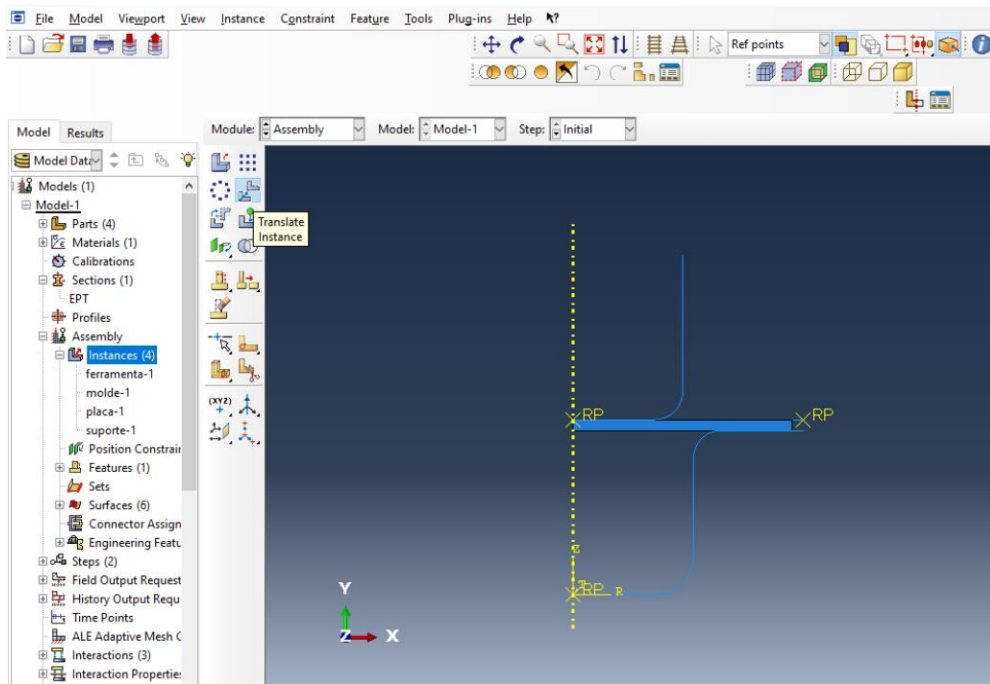 File Model Viewport View Instance Constraint Feature Tools Plug-ins Help
Ref points
Model Results
Module: Assembly Model: Model-1 Step: Initial
Model Data
Models (1)
Model-1
Parts (4)
Materials (1)
Calibrations
Sections (1)
EPT
Profiles
Assembly
Instances (4)
ferramenta-1
molde-1
placa-1
suporte-1
Position Constrain
Features (1)
Sets
Surfaces (6)
Connector Assign
Engineering Featu
Steps (2)
Field Output Request
History Output Requ
Time Points
ALE Adaptive Mesh C
Interactions (3)
Interaction Properties
Translate
Instance
(XYZ)
RP
RP
Z
T
RP
R
Y
Z
X